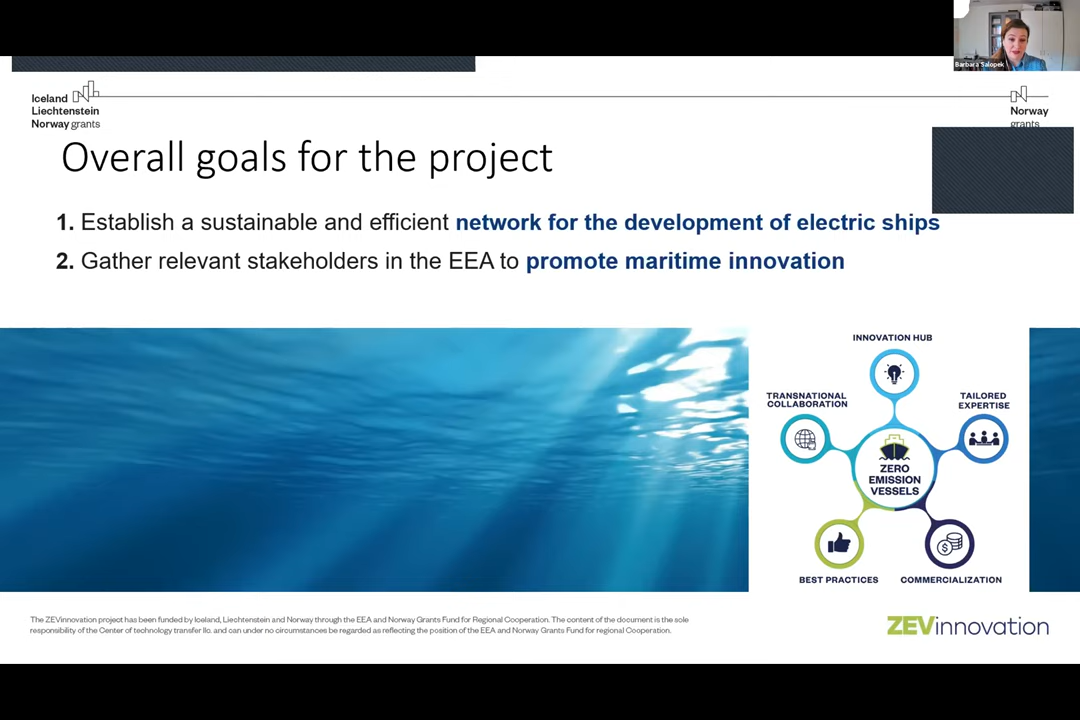 Barbara Salopek
Iceland
Liechtenstein
Norway grants
Norway
grants
Overall goals for the project
1. Establish a sustainable and efficient network for the development of electric ships
2. Gather relevant stakeholders in the EEA to promote maritime innovation
INNOVATION HUB
TRANSNATIONAL
COLLABORATION
TAILORED
EXPERTISE
ZERO
EMISSION
VESSELS
BEST PRACTICES
COMMERCIALIZATION
The ZEVinnovation project has been funded by Iceland, Liechtenstein and Norway through the EEA and Norway Grants Fund for Regional Cooperation. The content of the document is the sole
responsibility of the Center of technology transfer llo. and can under no circumstances be regarded as reflecting the position of the EEA and Norway Grants Fund for regional Cooperation.
ZEVinnovation